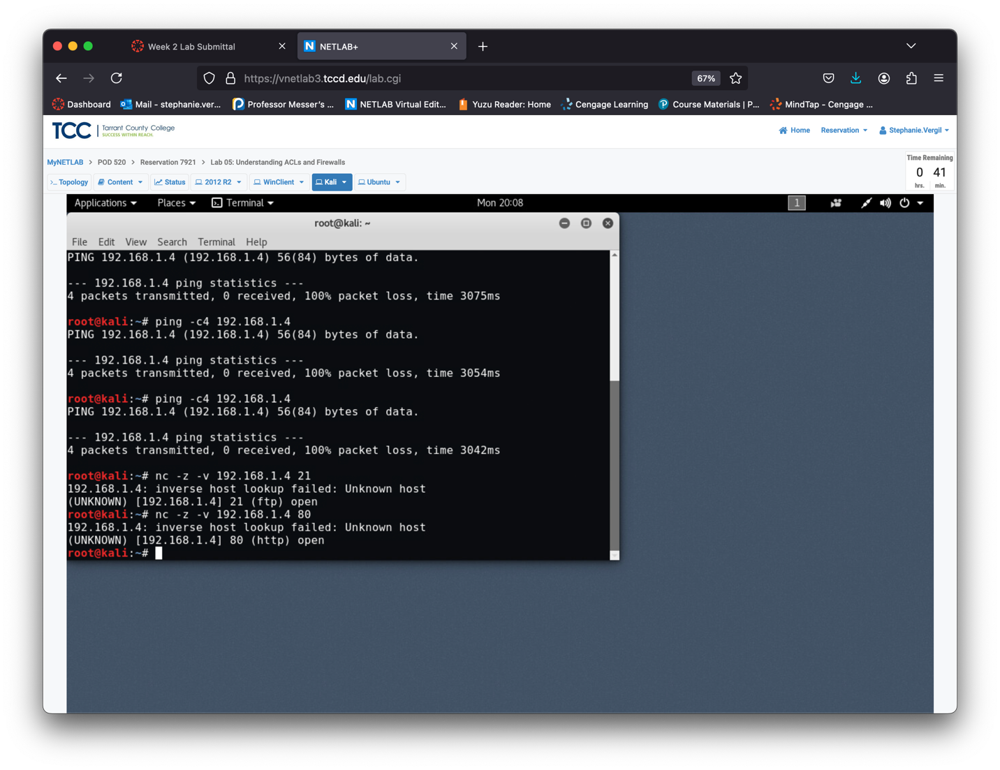 Week 2 Lab Submittal
NETLAB+
https://vnetlab3.tccd.edu/lab.cgi
67%
Dashboard
Mail - stephanie.ver...
Professor Messer's ...
NETLAB Virtual Edit...
Yuzu Reader: Home
Cengage Learning
Course Materials | P...
MindTap - Cengage ...
TCC Tarrant County College
SUCCESS WITHIN REACH.
Home Reservation Stephanie.Vergil
MyNETLAB > POD 520 > Reservation 7921 > Lab 05: Understanding ACLs and Firewalls
Time Remaining
0 41
hrs. min.
>_ Topology Content Status 2012 R2 WinClient Kali Ubuntu
Applications Places Terminal Mon 20:08 1
root@kali: ~
File Edit View Search Terminal Help
PING 192.168.1.4 (192.168.1.4) 56(84) bytes of data.
--- 192.168.1.4 ping statistics ---
4 packets transmitted, 0 received, 100% packet loss, time 3075ms
root@kali:~# ping -c4 192.168.1.4
PING 192.168.1.4 (192.168.1.4) 56(84) bytes of data.
--- 192.168.1.4 ping statistics ---
4 packets transmitted, 0 received, 100% packet loss, time 3054ms
root@kali:~# ping -c4 192.168.1.4
PING 192.168.1.4 (192.168.1.4) 56(84) bytes of data.
--- 192.168.1.4 ping statistics ---
4 packets transmitted, 0 received, 100% packet loss, time 3042ms
root@kali:~# nc -z -v 192.168.1.4 21
192.168.1.4: inverse host lookup failed: Unknown host
(UNKNOWN) [192.168.1.4] 21 (ftp) open
root@kali:~# nc -z -v 192.168.1.4 80
192.168.1.4: inverse host lookup failed: Unknown host
(UNKNOWN) [192.168.1.4] 80 (http) open
root@kali:~#